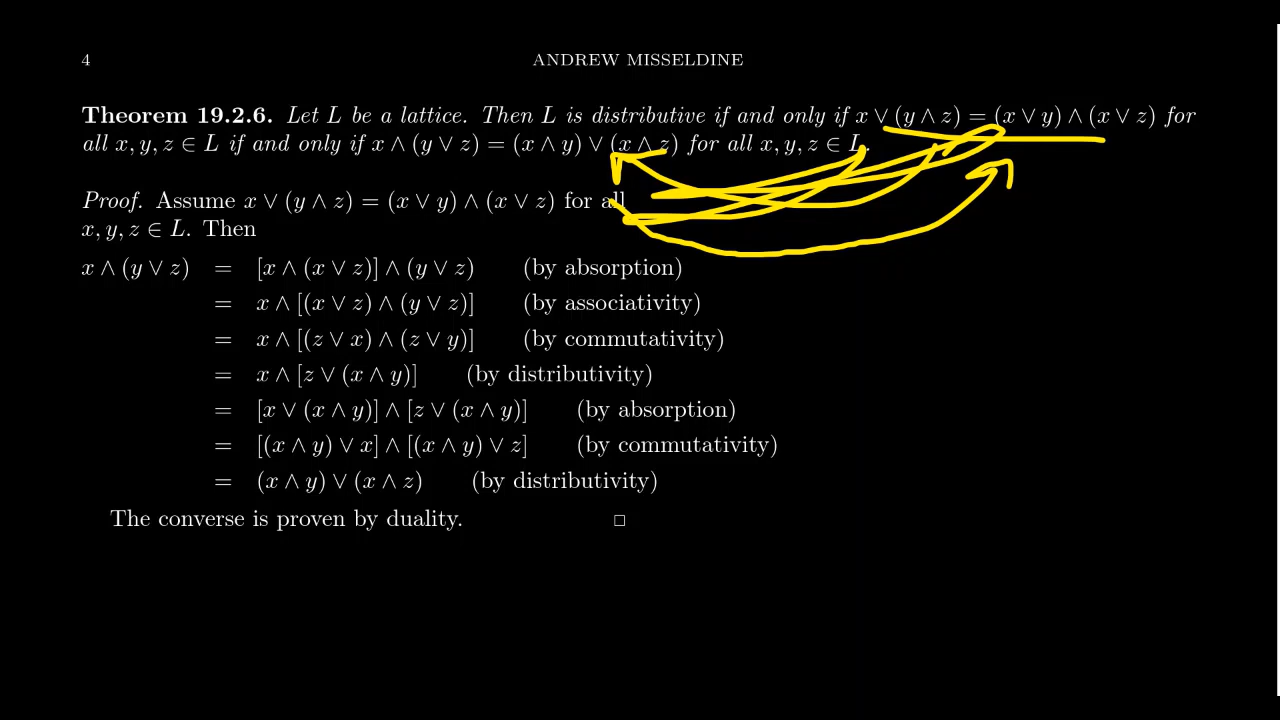 4 ANDREW MISSELDINE
Theorem 19.2.6. Let L be a lattice. Then L is distributive if and only if x ∨ (y ∧ z) = (x ∨ y) ∧ (x ∨ z) for
all x, y, z ∈ L if and only if x ∧ (y ∨ z) = (x ∧ y) ∨ (x ∧ z) for all x, y, z ∈ L.
Proof. Assume x ∨ (y ∧ z) = (x ∨ y) ∧ (x ∨ z) for all
x, y, z ∈ L. Then
x ∧ (y ∨ z) = [x ∧ (x ∨ z)] ∧ (y ∨ z) (by absorption)
= x ∧ [(x ∨ z) ∧ (y ∨ z)] (by associativity)
= x ∧ [(z ∨ x) ∧ (z ∨ y)] (by commutativity)
= x ∧ [z ∨ (x ∧ y)] (by distributivity)
= [x ∨ (x ∧ y)] ∧ [z ∨ (x ∧ y)] (by absorption)
= [(x ∧ y) ∨ x] ∧ [(x ∧ y) ∨ z] (by commutativity)
= (x ∧ y) ∨ (x ∧ z) (by distributivity)
The converse is proven by duality. □